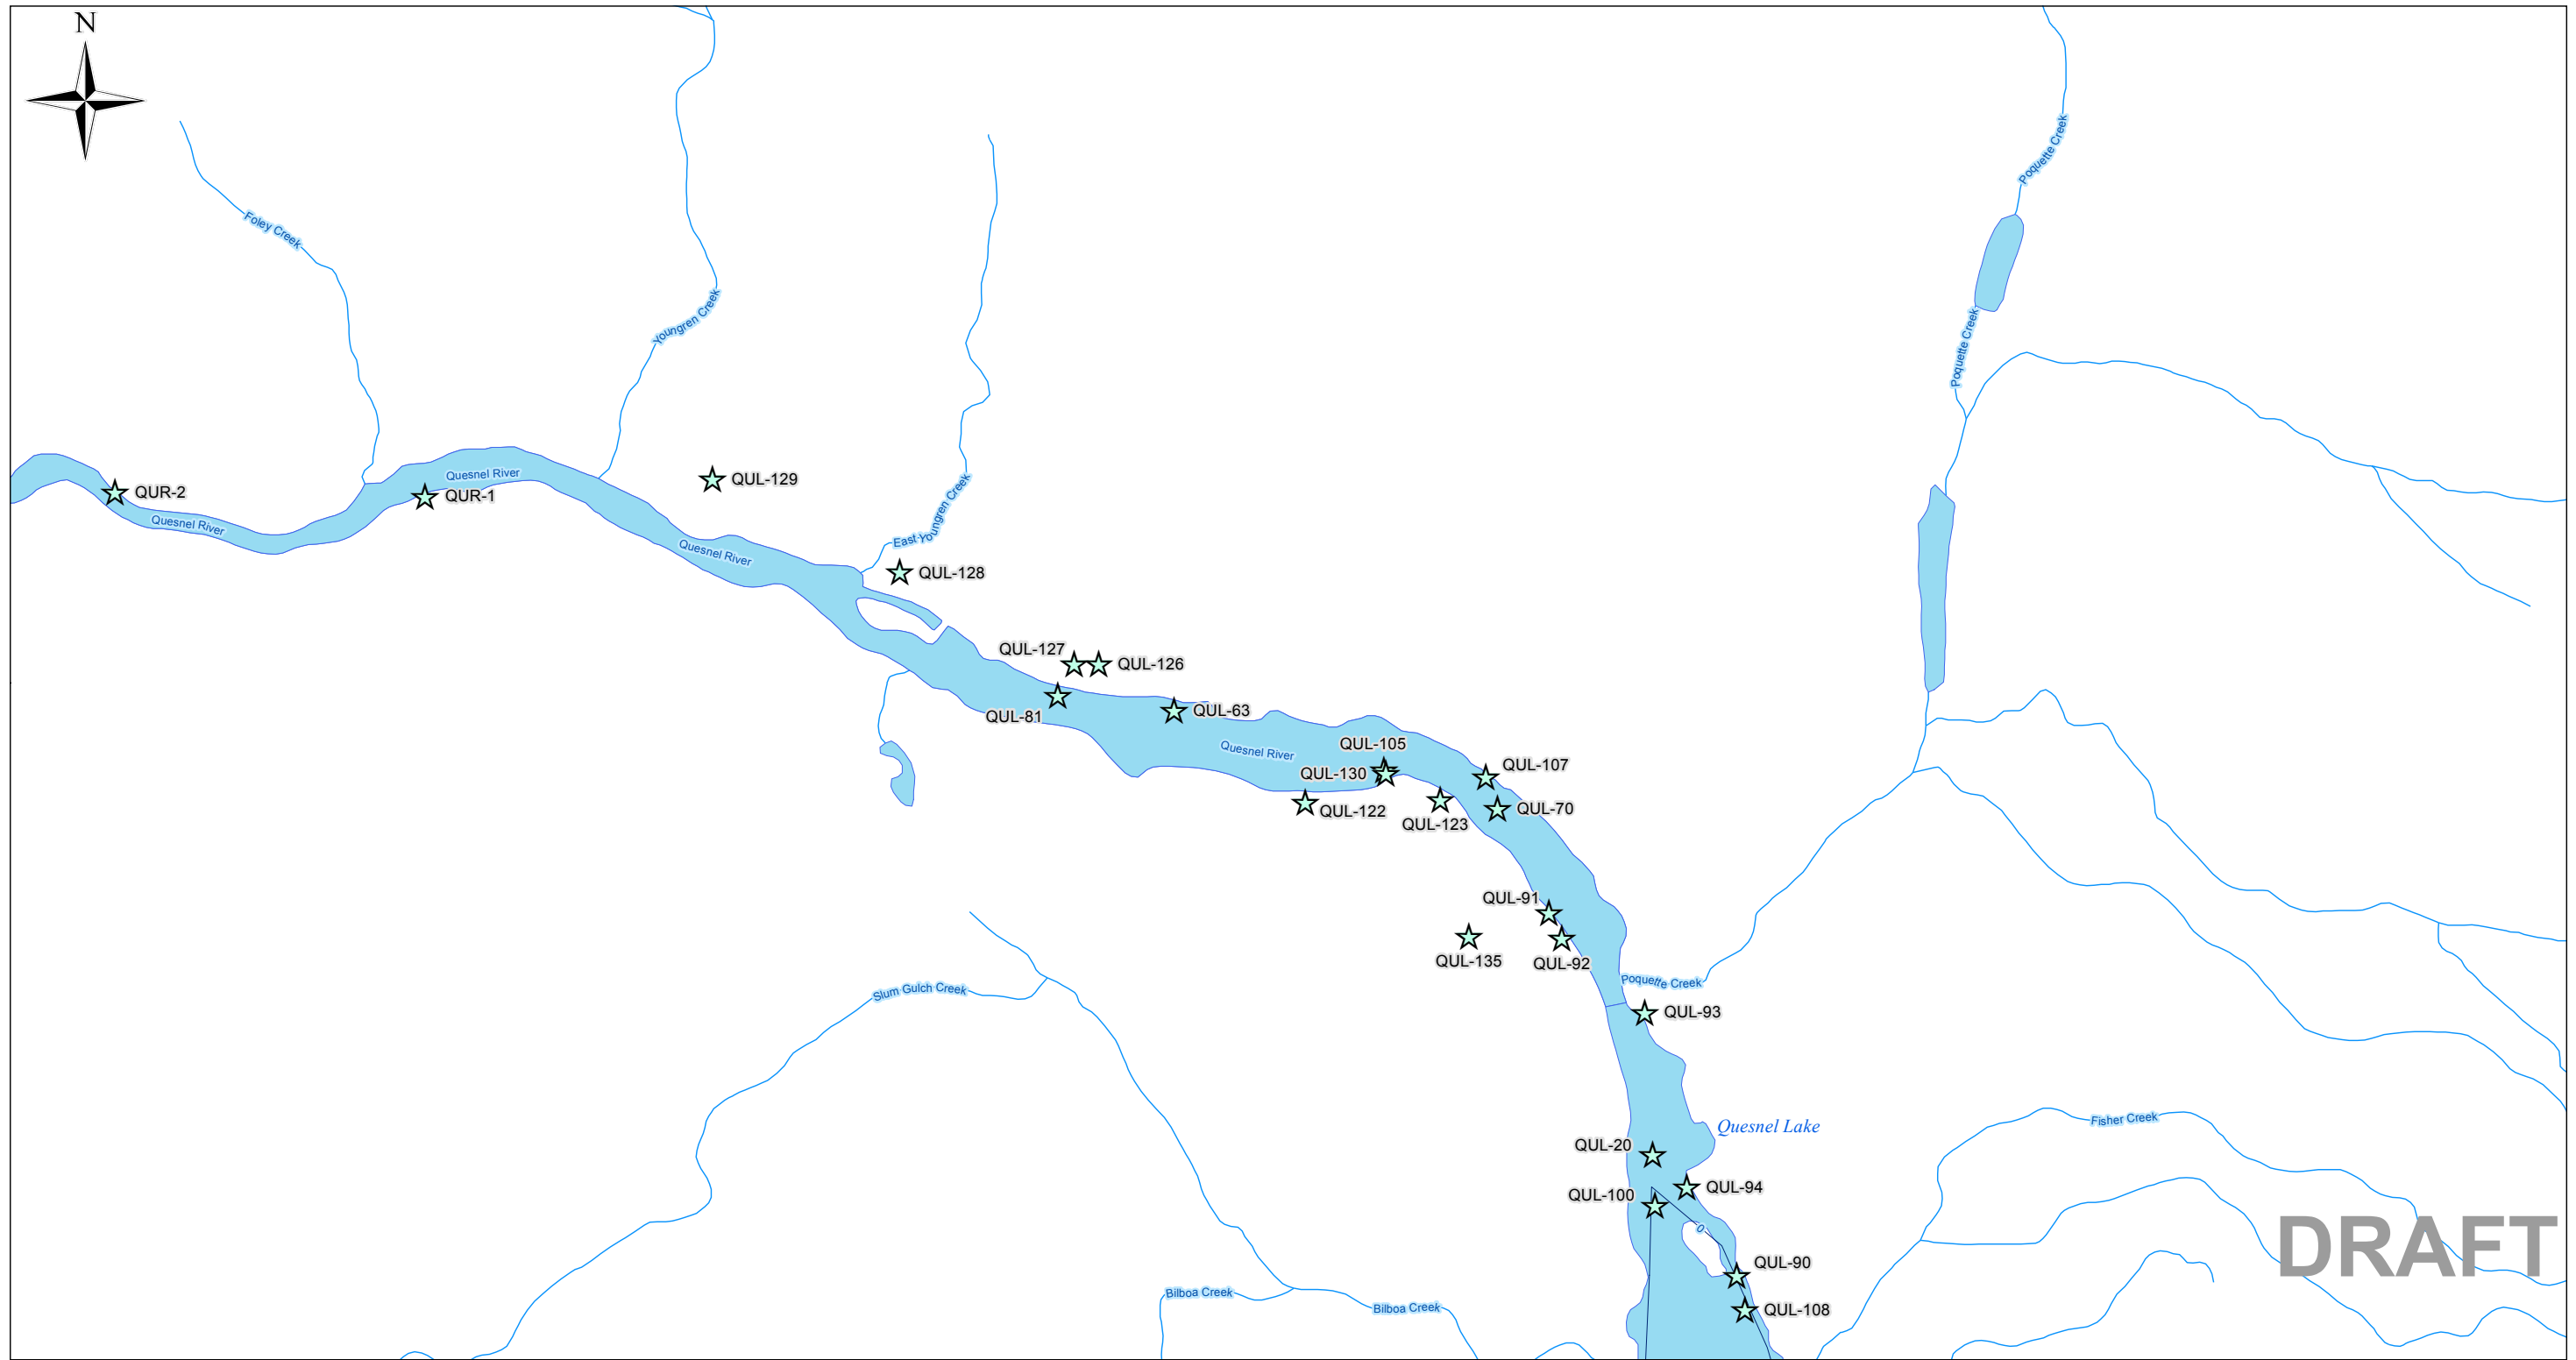 N
Poquette Creek
Foley Creek
Youngren Creek
Poquette Creek
Quesnel River
QUL-129
QUR-2
QUR-1
Quesnel River
East Youngren Creek
Quesnel River
QUL-128
QUL-127
QUL-126
QUL-81
QUL-63
Quesnel River
QUL-105
QUL-130
QUL-107
QUL-122
QUL-123
QUL-70
QUL-91
QUL-135
QUL-92
Poquette Creek
Slum Gulch Creek
QUL-93
Fisher Creek
Quesnel Lake
QUL-20
QUL-94
QUL-100
0
DRAFT
QUL-90
Bilboa Creek
Bilboa Creek
QUL-108